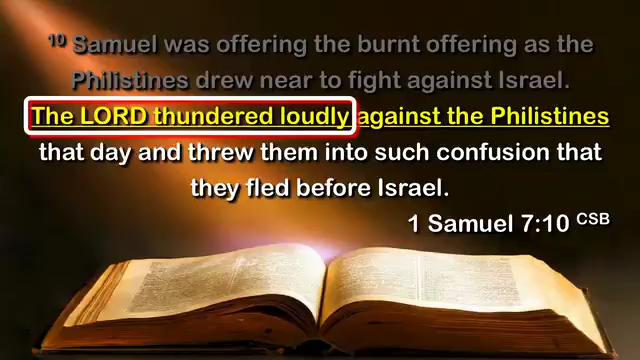 10 Samuel was offering the burnt offering as the
Philistines drew near to fight against Israel.
The LORD thundered loudly against the Philistines
that day and threw them into such confusion that
they fled before Israel.
1 Samuel 7:10 CSB